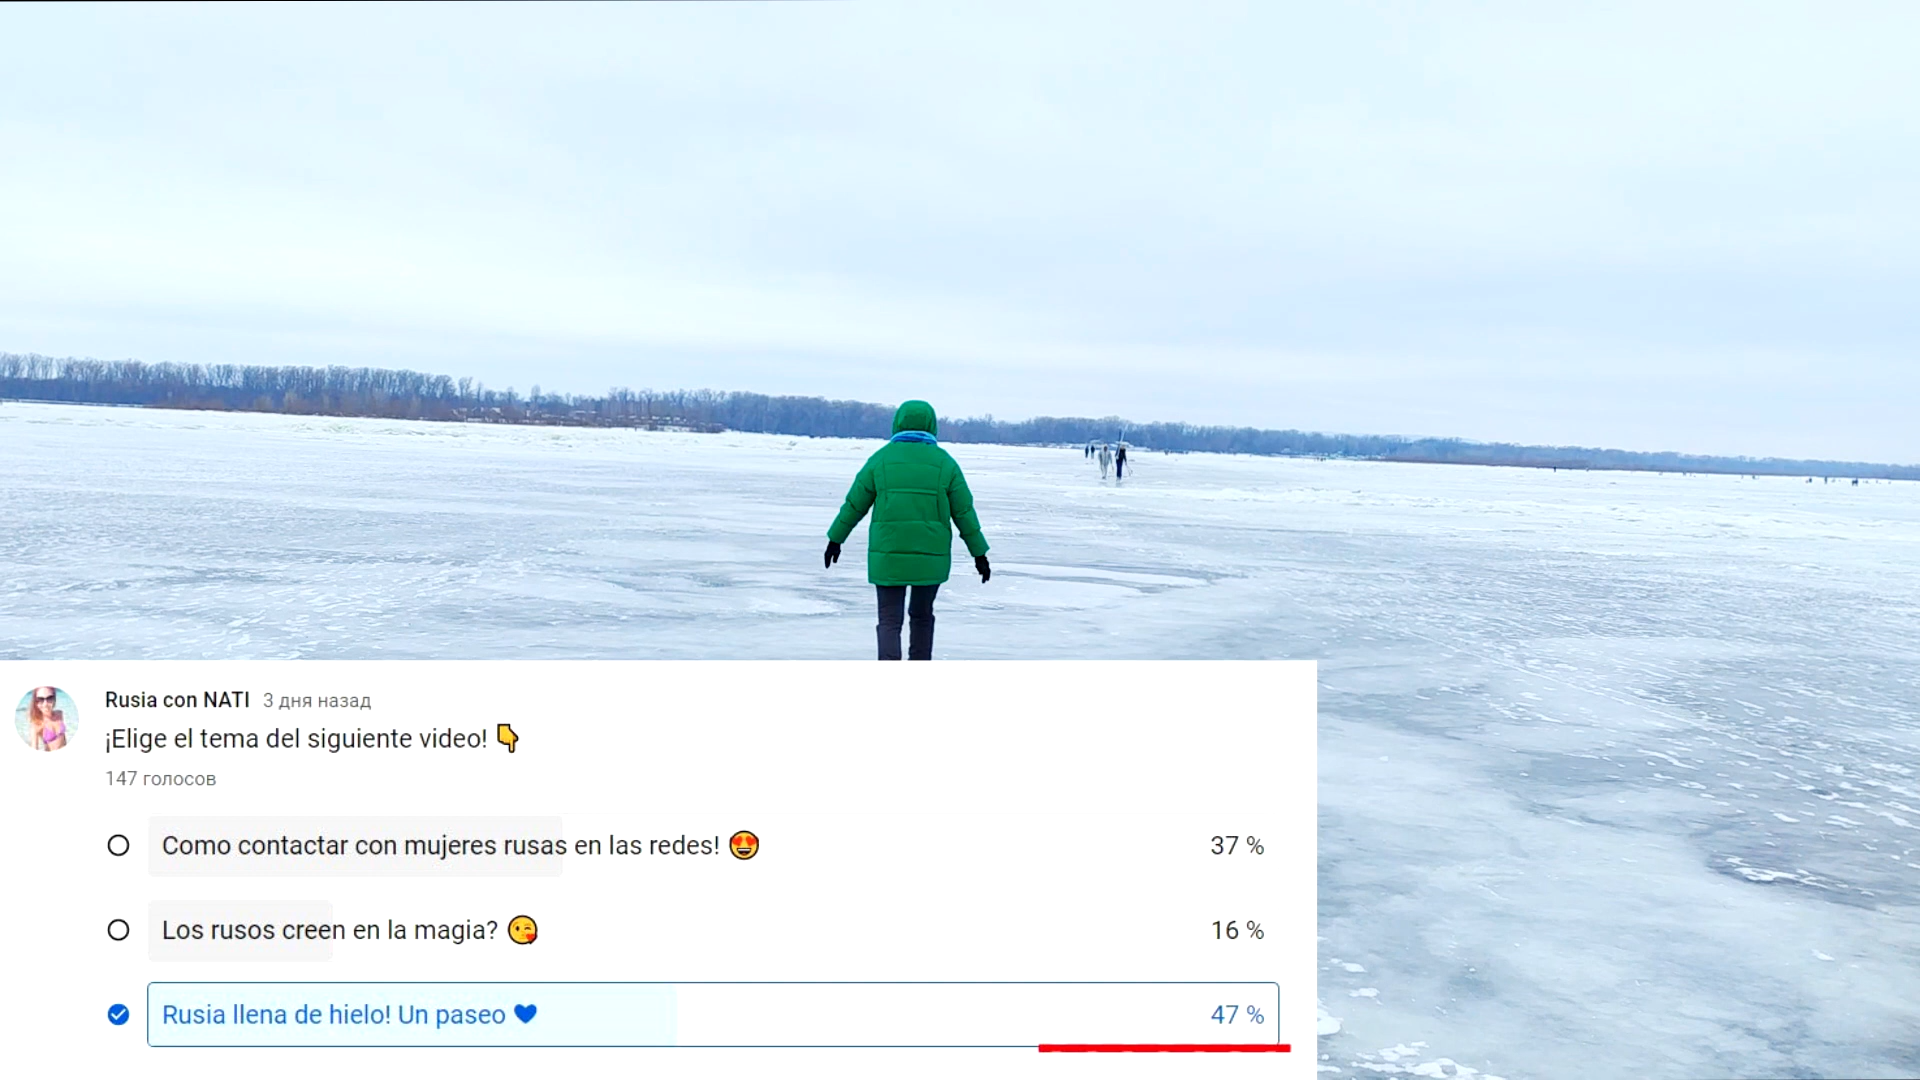 Rusia con NATI 3 дня назад
¡Elige el tema del siguiente video! 👇
147 голосов
Como contactar con mujeres rusas en las redes! 😍 37 %
Los rusos creen en la magia? 😘 16 %
Rusia llena de hielo! Un paseo 💙 47 %